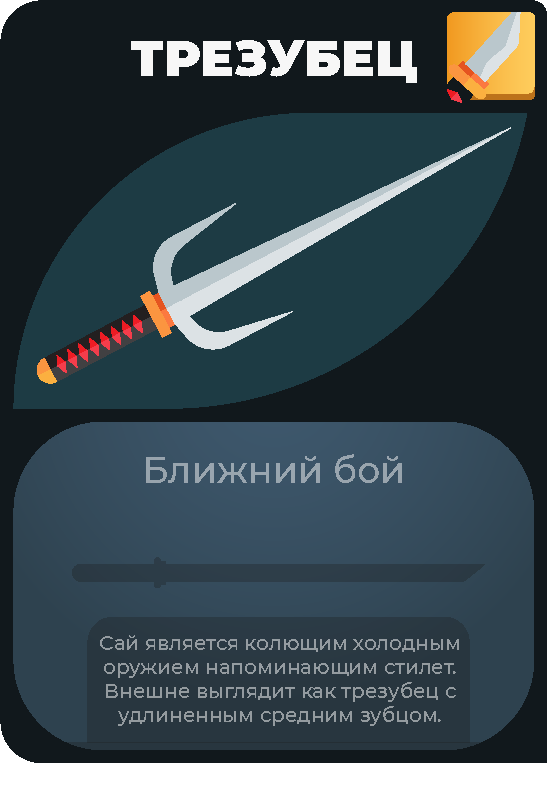 ТРЕЗУБЕЦ
Ближний бой
Сай является колющим холодным
оружием напоминающим стилет.
Внешне выглядит как трезубец с
удлиненным средним зубцом.